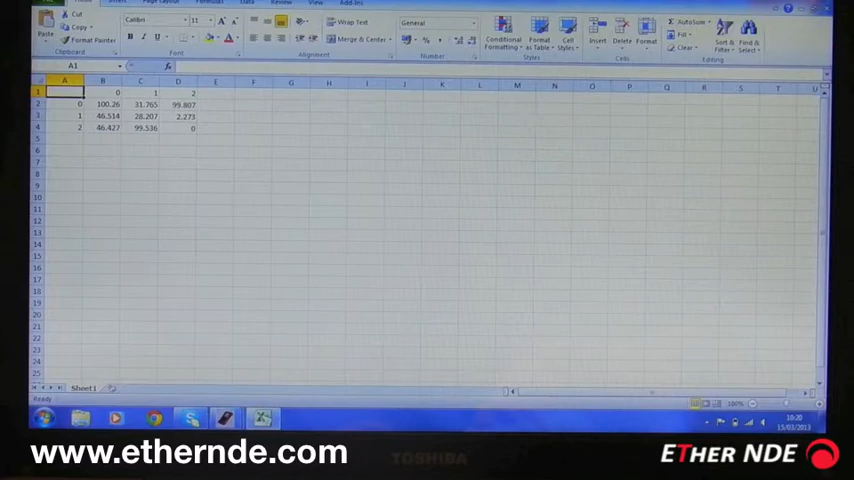 Cut
Copy
Format Painter
Paste
Clipboard
Calibri
11
B I U
Font
Wrap Text
Merge & Center
Alignment
General
Number
Conditional Formatting
Format as Table
Cell Styles
Styles
Insert
Delete
Format
Cells
AutoSum
Fill
Clear
Sort & Filter
Find & Select
Editing
A1
fx
A B C D E F G H I J K L M N O P Q R S T U
1 0 1 2
2 0 100.26 31.765 99.807
3 1 46.514 28.207 2.273
4 2 46.427 99.536 0
5
6
7
8
9
10
11
12
13
14
15
16
17
18
19
20
21
22
23
24
25
Sheet1
Ready
100%
10:20
15/03/2013
TOSHIBA
www.ethernde.com
ETHER NDE